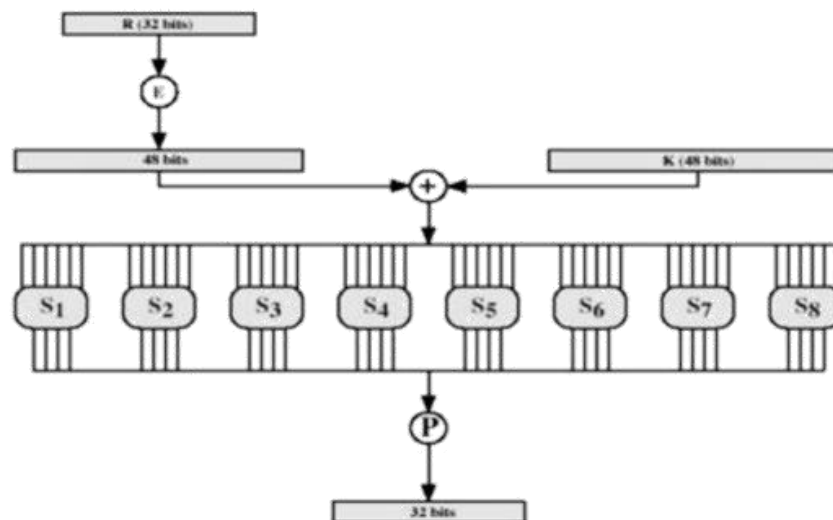 R (32 bits)
E
48 bits
K (48 bits)
+
S1 S2 S3 S4 S5 S6 S7 S8
P
32 bits